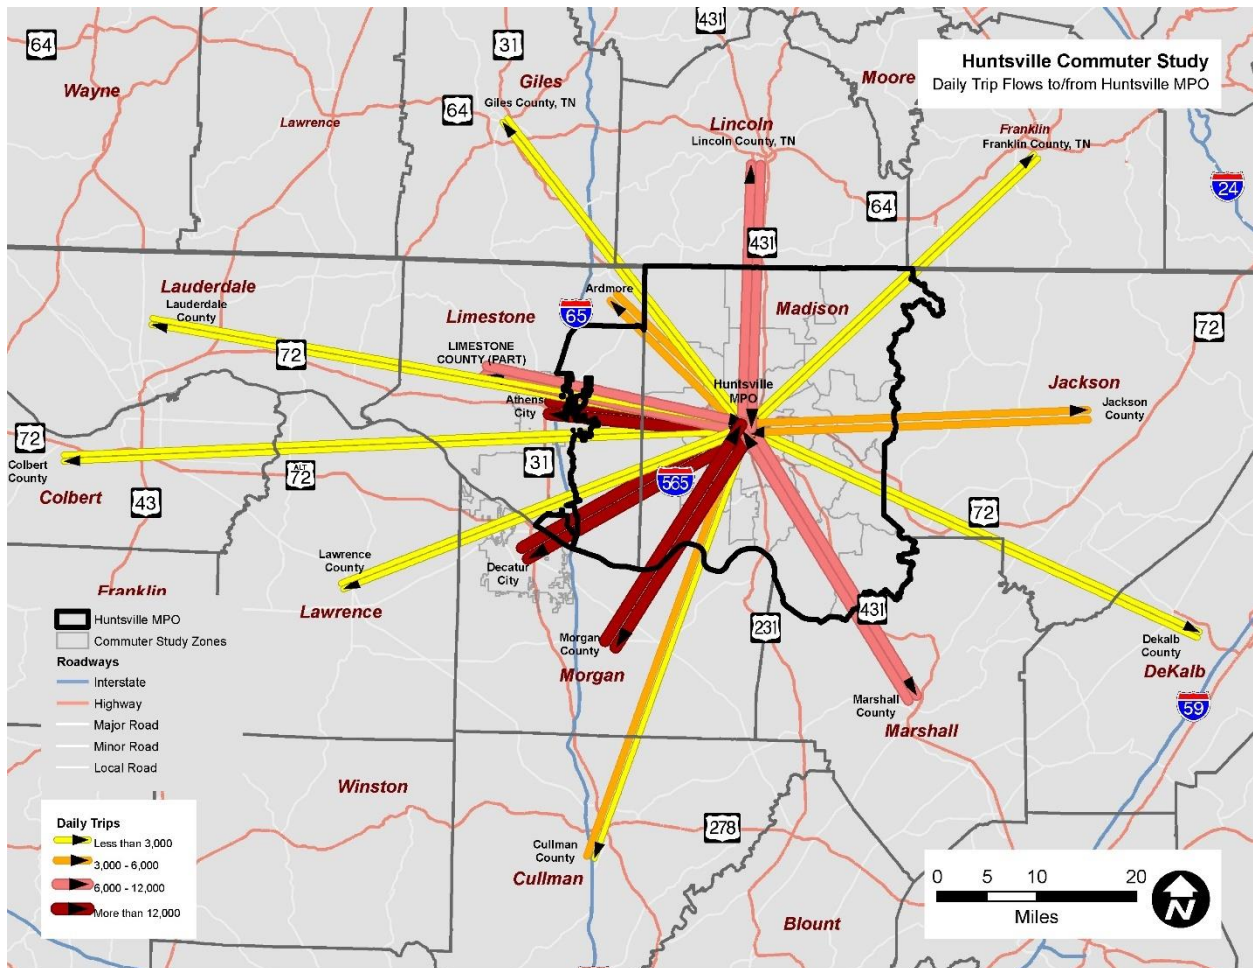 Huntsville Commuter Study
Daily Trip Flows to/from Huntsville MPO
64
31
431
Wayne
Lawrence
Giles
Giles County, TN
64
Moore
Lincoln
Lincoln County, TN
Franklin
Franklin County, TN
24
64
431
Lauderdale
Lauderdale
County
Ardmore
65
Limestone
Madison
72
72
LIMESTONE
COUNTY (PART)
Huntsville
MPO
Athens
City
Jackson
Jackson
County
72
Colbert
County
Colbert
43
ALT
72
31
565
72
Lawrence
County
Lawrence
Decatur
City
Franklin
431
231
Morgan
County
Morgan
Dekalb
County
DeKalb
Marshall
County
Marshall
59
Huntsville MPO
Commuter Study Zones
Roadways
Interstate
Highway
Major Road
Minor Road
Local Road
Winston
278
Cullman
County
Cullman
Blount
Daily Trips
Less than 3,000
3,000 - 6,000
6,000 - 12,000
More than 12,000
0 5 10 20
Miles
N